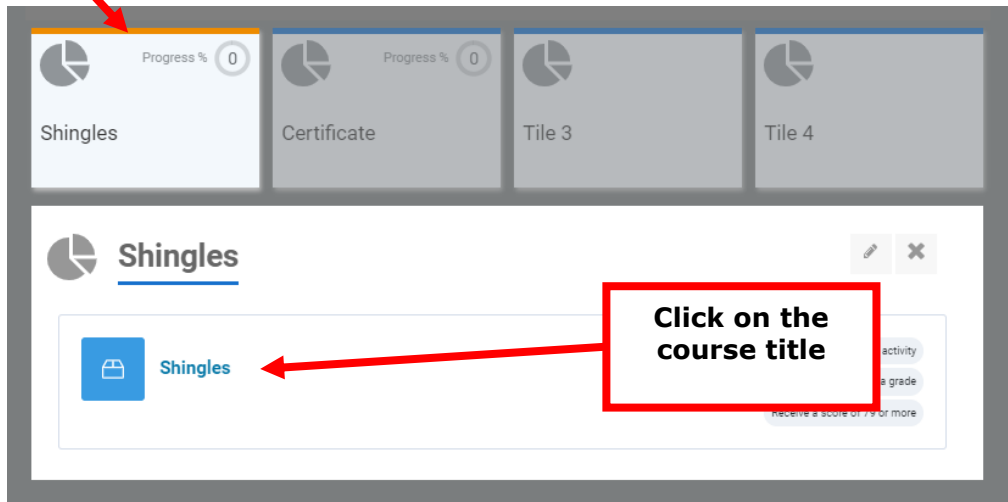 Progress % 0
Progress % 0
Shingles
Certificate
Tile 3
Tile 4
Shingles
Click on the
course title
Shingles
activity
a grade
Receive a score of 79 or more